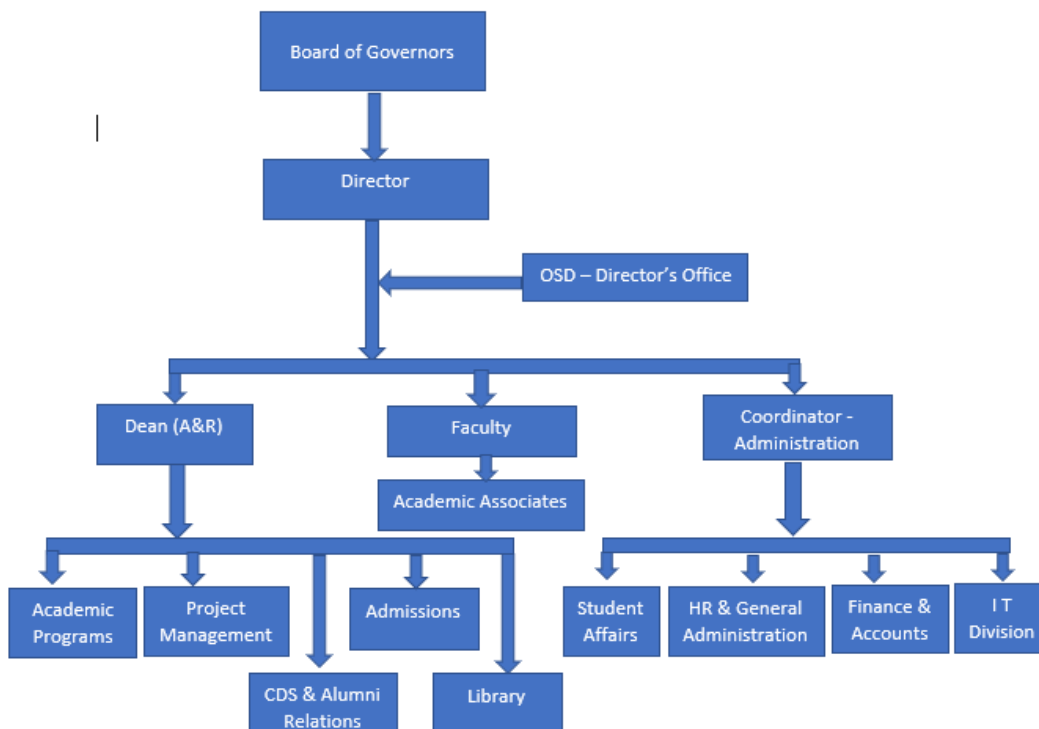 Board of Governors
Director
OSD – Director's Office
Dean (A&R)
Faculty
Coordinator -
Administration
Academic Associates
Academic
Programs
Project
Management
Admissions
Student
Affairs
HR & General
Administration
Finance &
Accounts
I T
Division
CDS & Alumni
Relations
Library